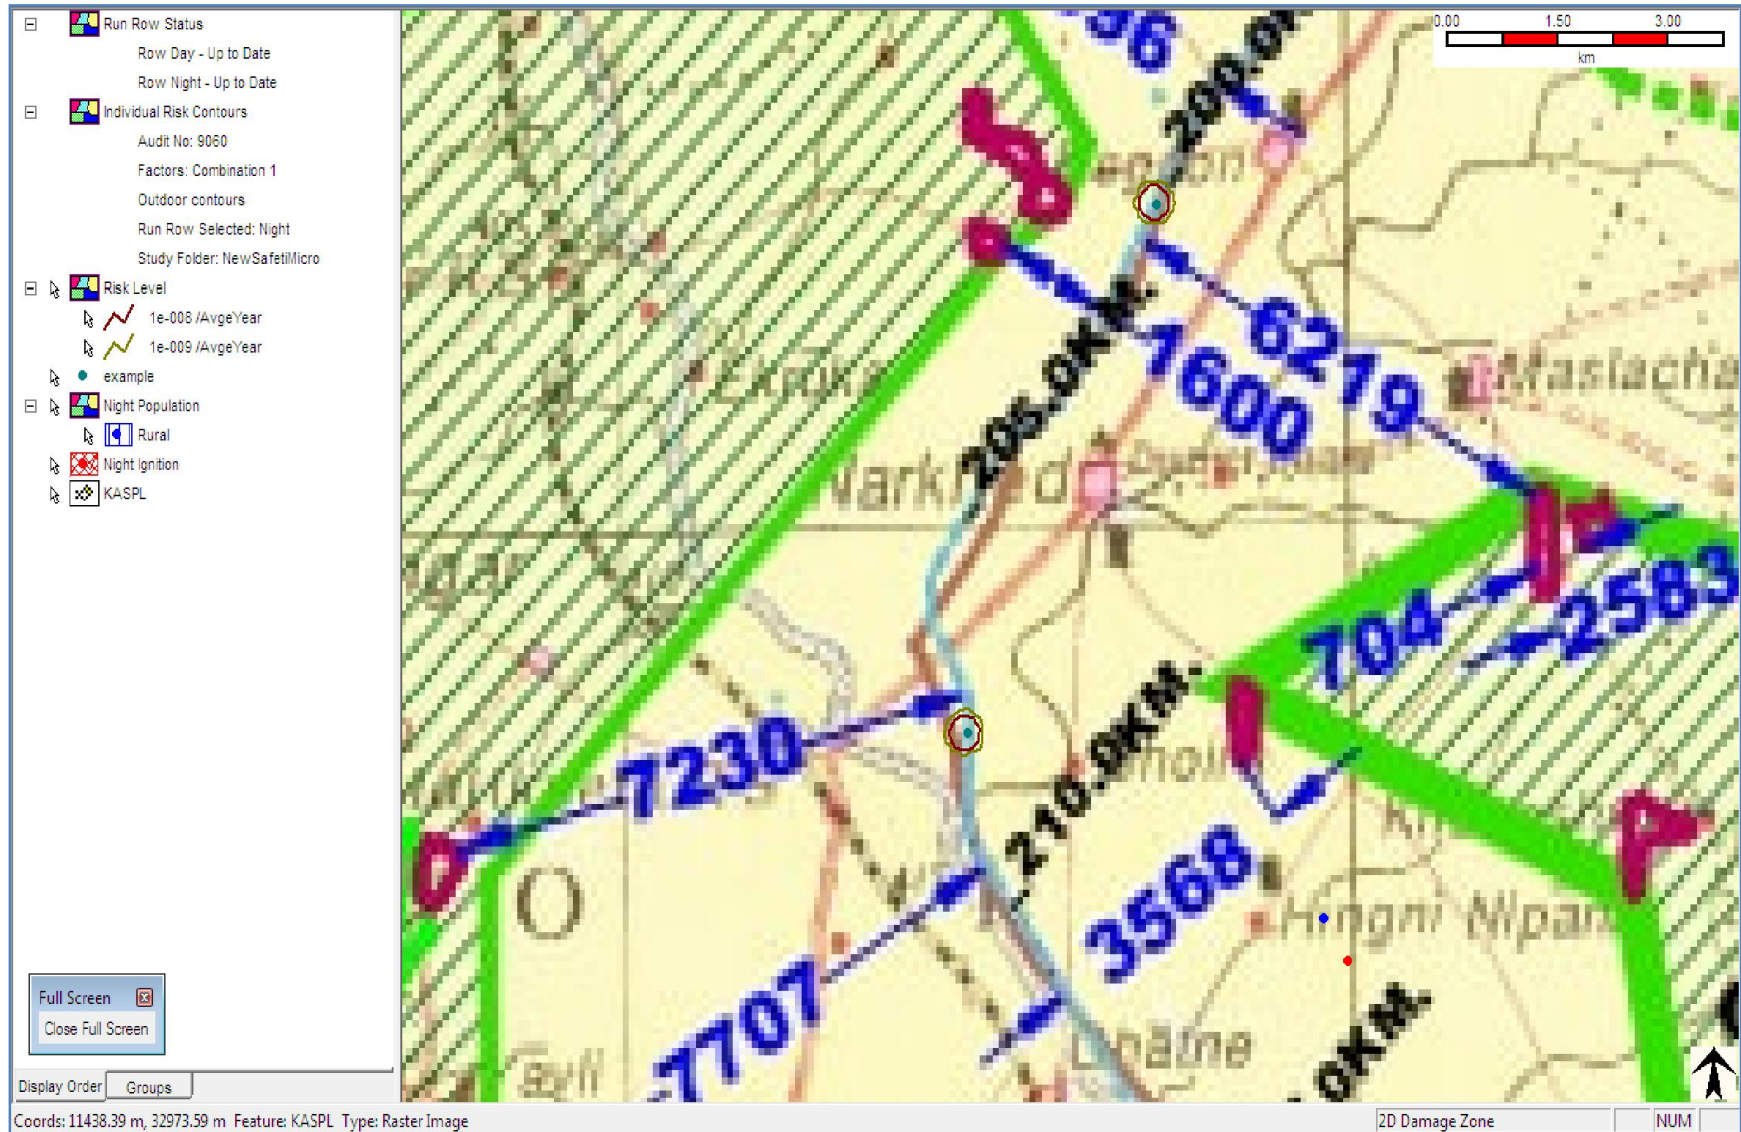 Run Row Status
Row Day - Up to Date
Row Night - Up to Date
Individual Risk Contours
Audit No: 9060
Factors: Combination 1
Outdoor contours
Run Row Selected: Night
Study Folder: NewSafetiMicro
Risk Level
1e-008 /AvgeYear
1e-009 /AvgeYear
example
Night Population
Rural
Night Ignition
KASPL
Full Screen
Close Full Screen
Display Order Groups
0.00 1.50 3.00
km
6219
205.0KM.
1600
Maslacha
704
2583
7230
210.0KM.
3568
Hingni Nipani
7707
O
Coords: 11438.39 m, 32973.59 m Feature: KASPL Type: Raster Image
2D Damage Zone
NUM